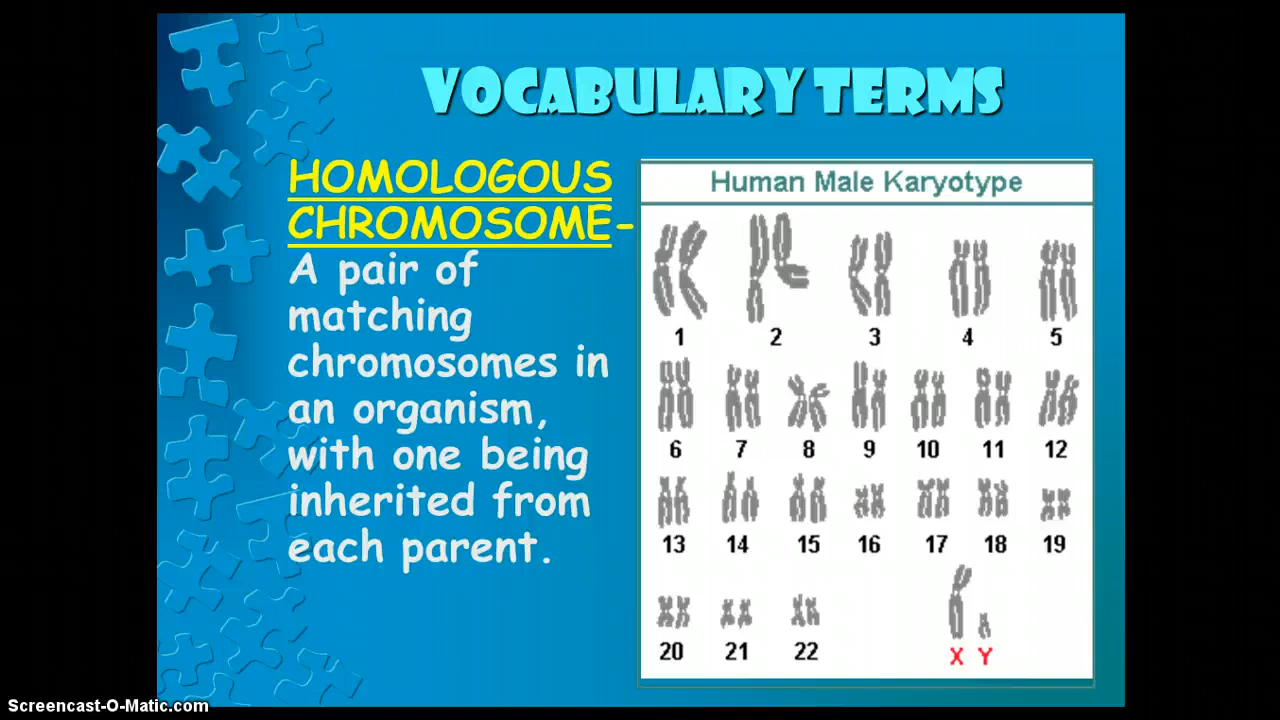 VOCABULARY TERMS
HOMOLOGOUS
CHROMOSOME-
A pair of
matching
chromosomes in
an organism,
with one being
inherited from
each parent.
Human Male Karyotype
1 2 3 4 5
6 7 8 9 10 11 12
13 14 15 16 17 18 19
20 21 22 X Y
Screencast-O-Matic.com